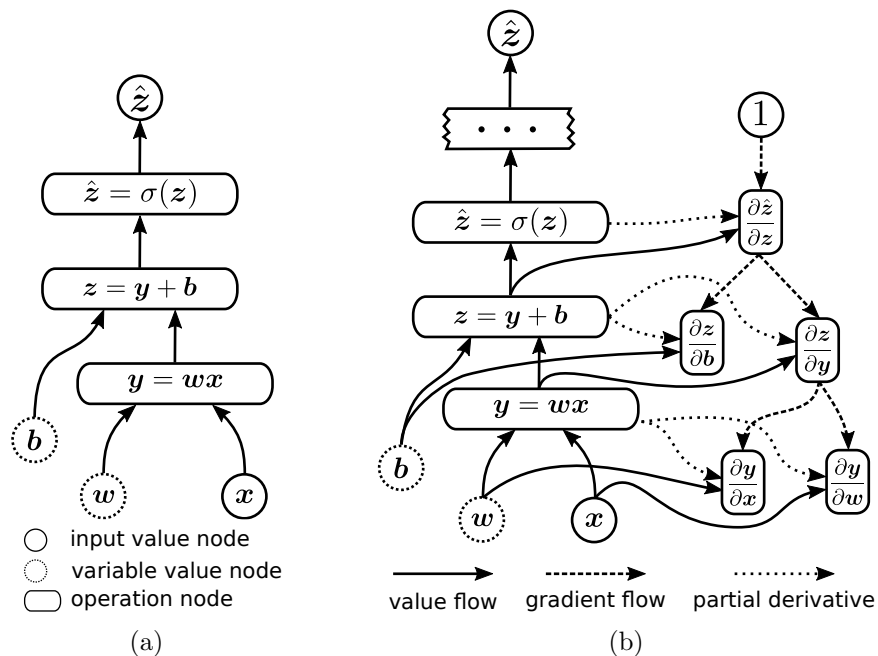 ẑ
ẑ = σ(z)
z = y + b
y = wx
b
w
x
input value node
variable value node
operation node
(a)
ẑ
. . .
1
ẑ = σ(z)
∂ẑ
∂z
z = y + b
∂z
∂b
∂z
∂y
y = wx
b
w
x
∂y
∂x
∂y
∂w
value flow
gradient flow
partial derivative
(b)